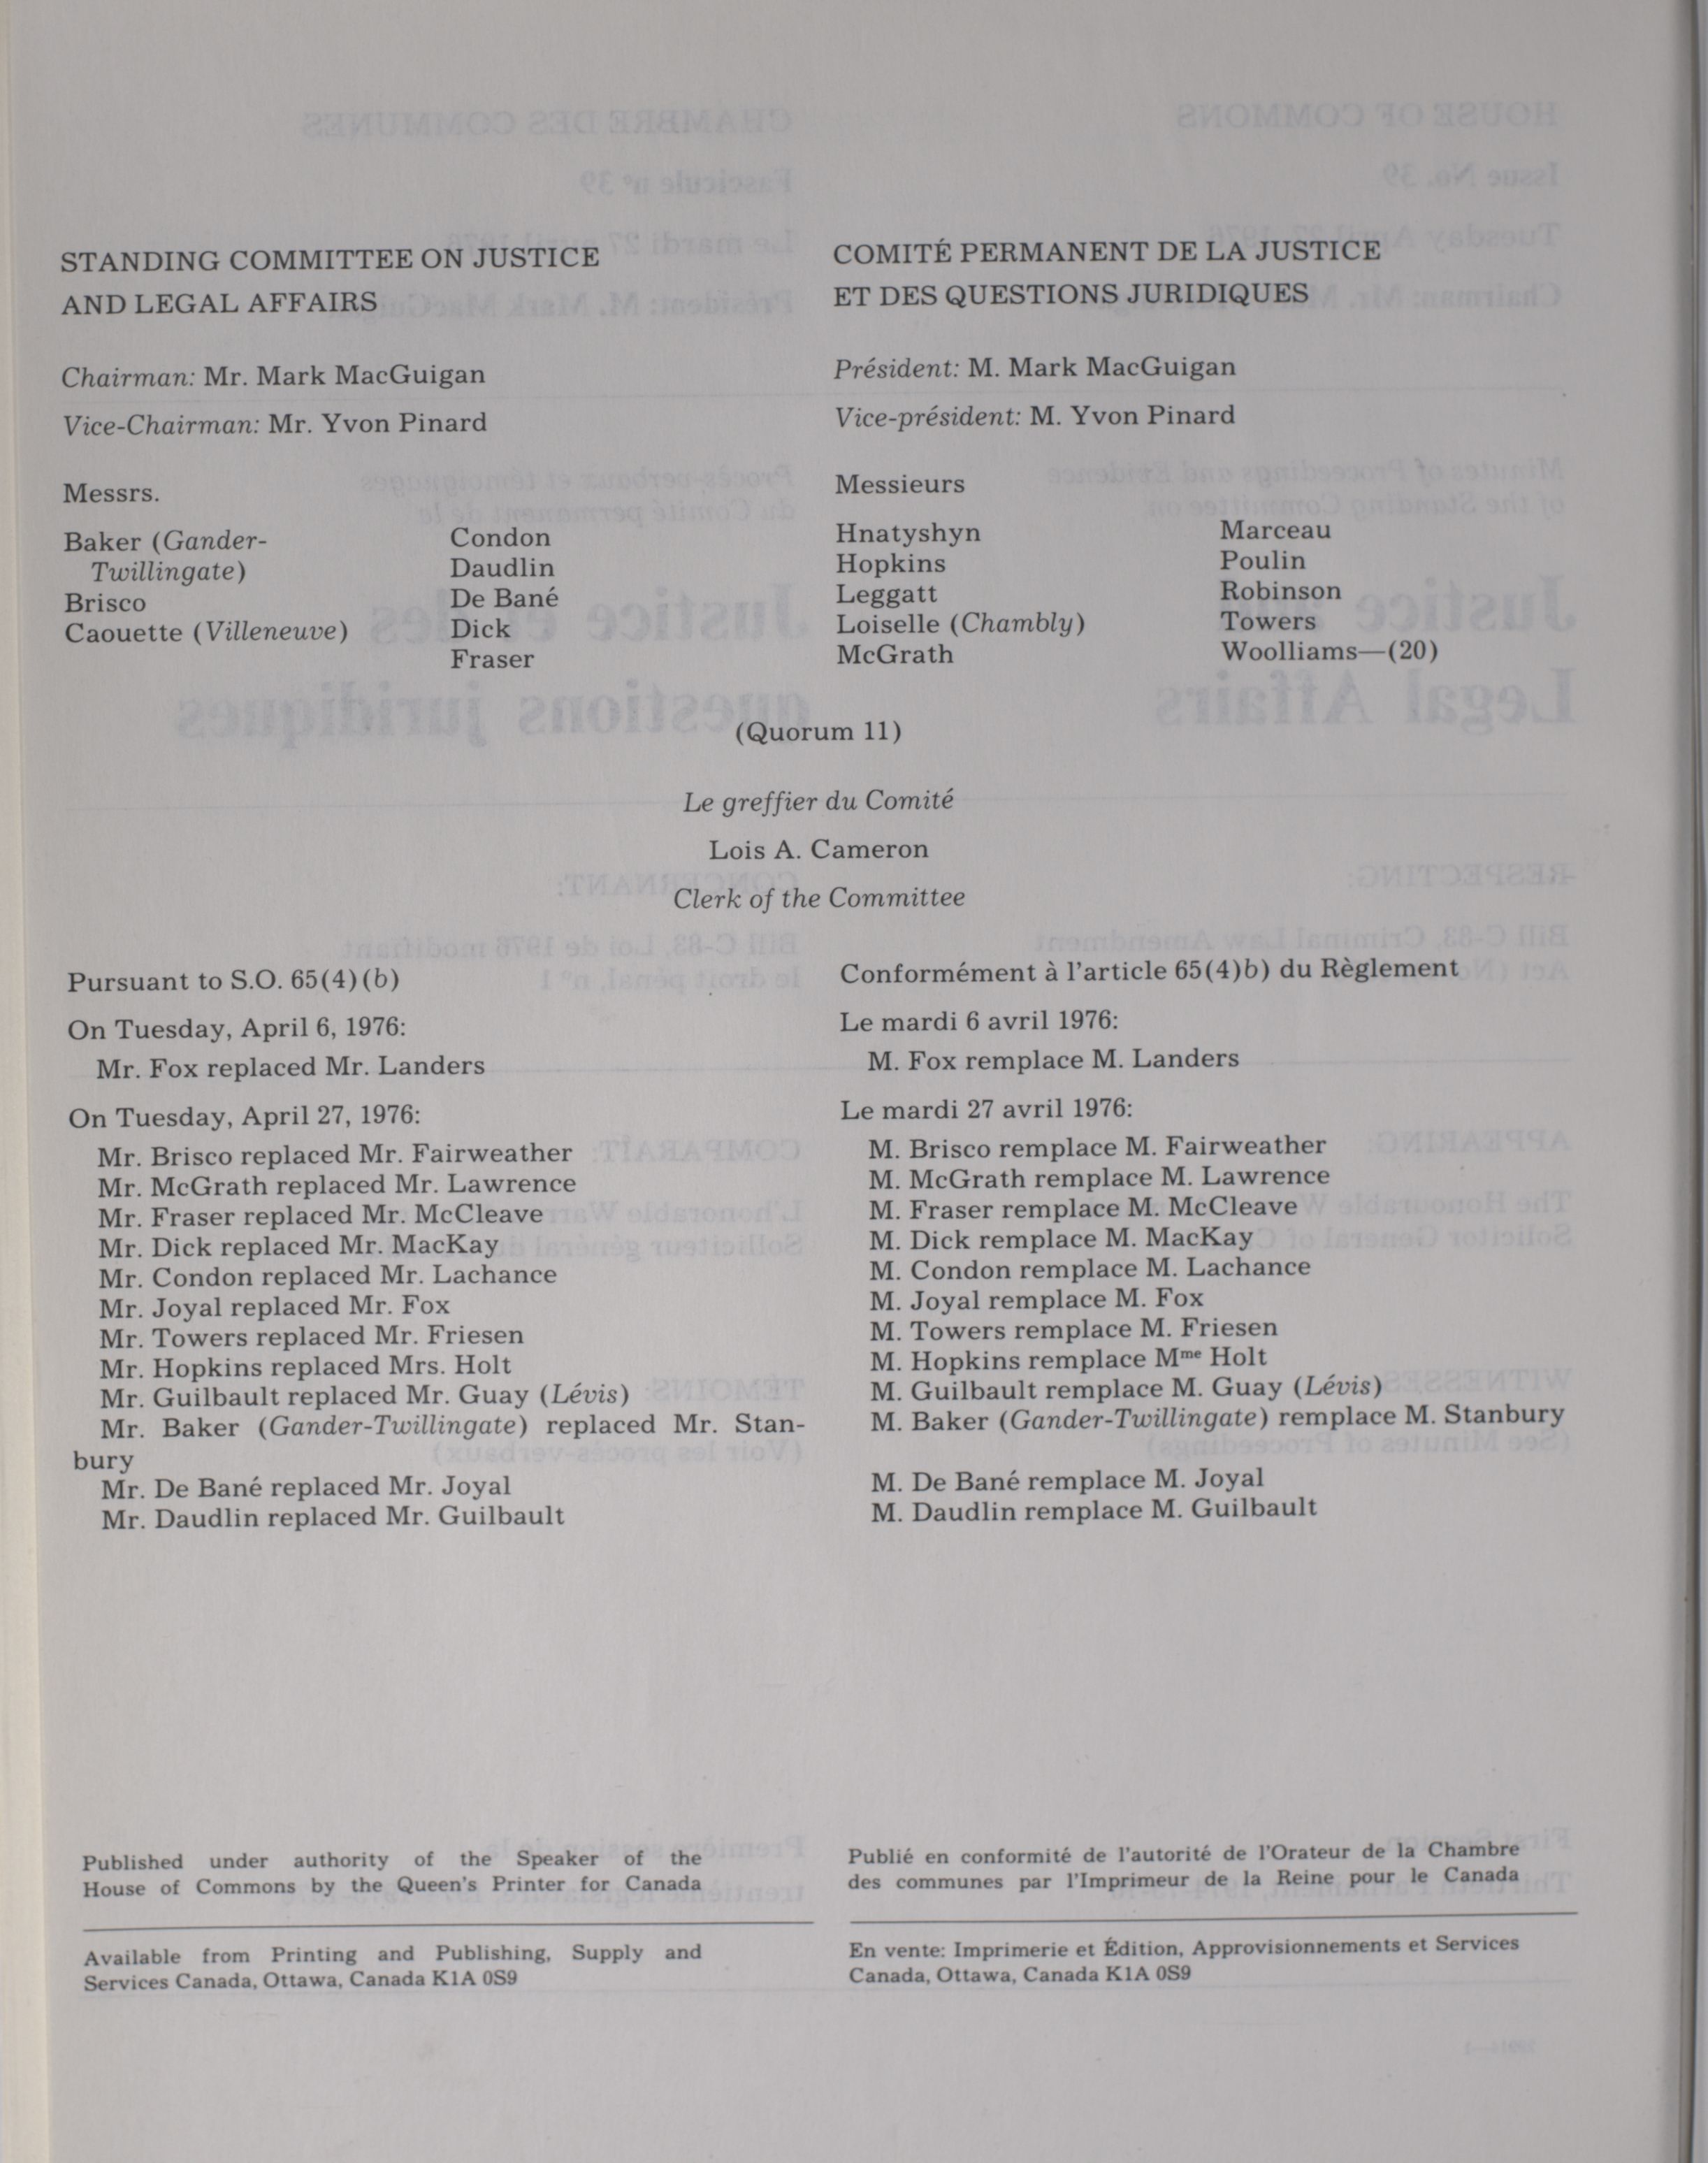 STANDING COMMITTEE ON JUSTICE
AND LEGAL AFFAIRS
Chairman: Mr. Mark MacGuigan
Vice-Chairman: Mr. Yvon Pinard
Messrs.
Baker (Gander-
Twillingate)
Brisco
Caouette (Villeneuve)
Condon
Daudlin
De Bané
Dick
Fraser
COMITÉ PERMANENT DE LA JUSTICE
ET DES QUESTIONS JURIDIQUES
Président: M. Mark MacGuigan
Vice-président: M. Yvon Pinard
Messieurs
Hnatyshyn
Hopkins
Leggatt
Loiselle (Chambly)
McGrath
Marceau
Poulin
Robinson
Towers
Woolliams—(20)
(Quorum 11)
Le greffier du Comité
Lois A. Cameron
Clerk of the Committee
Pursuant to S.O. 65(4)(b)
On Tuesday, April 6, 1976:
Mr. Fox replaced Mr. Landers
On Tuesday, April 27, 1976:
Mr. Brisco replaced Mr. Fairweather
Mr. McGrath replaced Mr. Lawrence
Mr. Fraser replaced Mr. McCleave
Mr. Dick replaced Mr. MacKay
Mr. Condon replaced Mr. Lachance
Mr. Joyal replaced Mr. Fox
Mr. Towers replaced Mr. Friesen
Mr. Hopkins replaced Mrs. Holt
Mr. Guilbault replaced Mr. Guay (Lévis)
Mr. Baker (Gander-Twillingate) replaced Mr. Stan-
bury
Mr. De Bané replaced Mr. Joyal
Mr. Daudlin replaced Mr. Guilbault
Conformément à l'article 65(4)b) du Règlement
Le mardi 6 avril 1976:
M. Fox remplace M. Landers
Le mardi 27 avril 1976:
M. Brisco remplace M. Fairweather
M. McGrath remplace M. Lawrence
M. Fraser remplace M. McCleave
M. Dick remplace M. MacKay
M. Condon remplace M. Lachance
M. Joyal remplace M. Fox
M. Towers remplace M. Friesen
M. Hopkins remplace Mme Holt
M. Guilbault remplace M. Guay (Lévis)
M. Baker (Gander-Twillingate) remplace M. Stanbury
M. De Bané remplace M. Joyal
M. Daudlin remplace M. Guilbault
Published under authority of the Speaker of the
House of Commons by the Queen's Printer for Canada
Available from Printing and Publishing, Supply and
Services Canada, Ottawa, Canada K1A 0S9
Publié en conformité de l'autorité de l'Orateur de la Chambre
des communes par l'Imprimeur de la Reine pour le Canada
En vente: Imprimerie et Édition, Approvisionnements et Services
Canada, Ottawa, Canada K1A 0S9